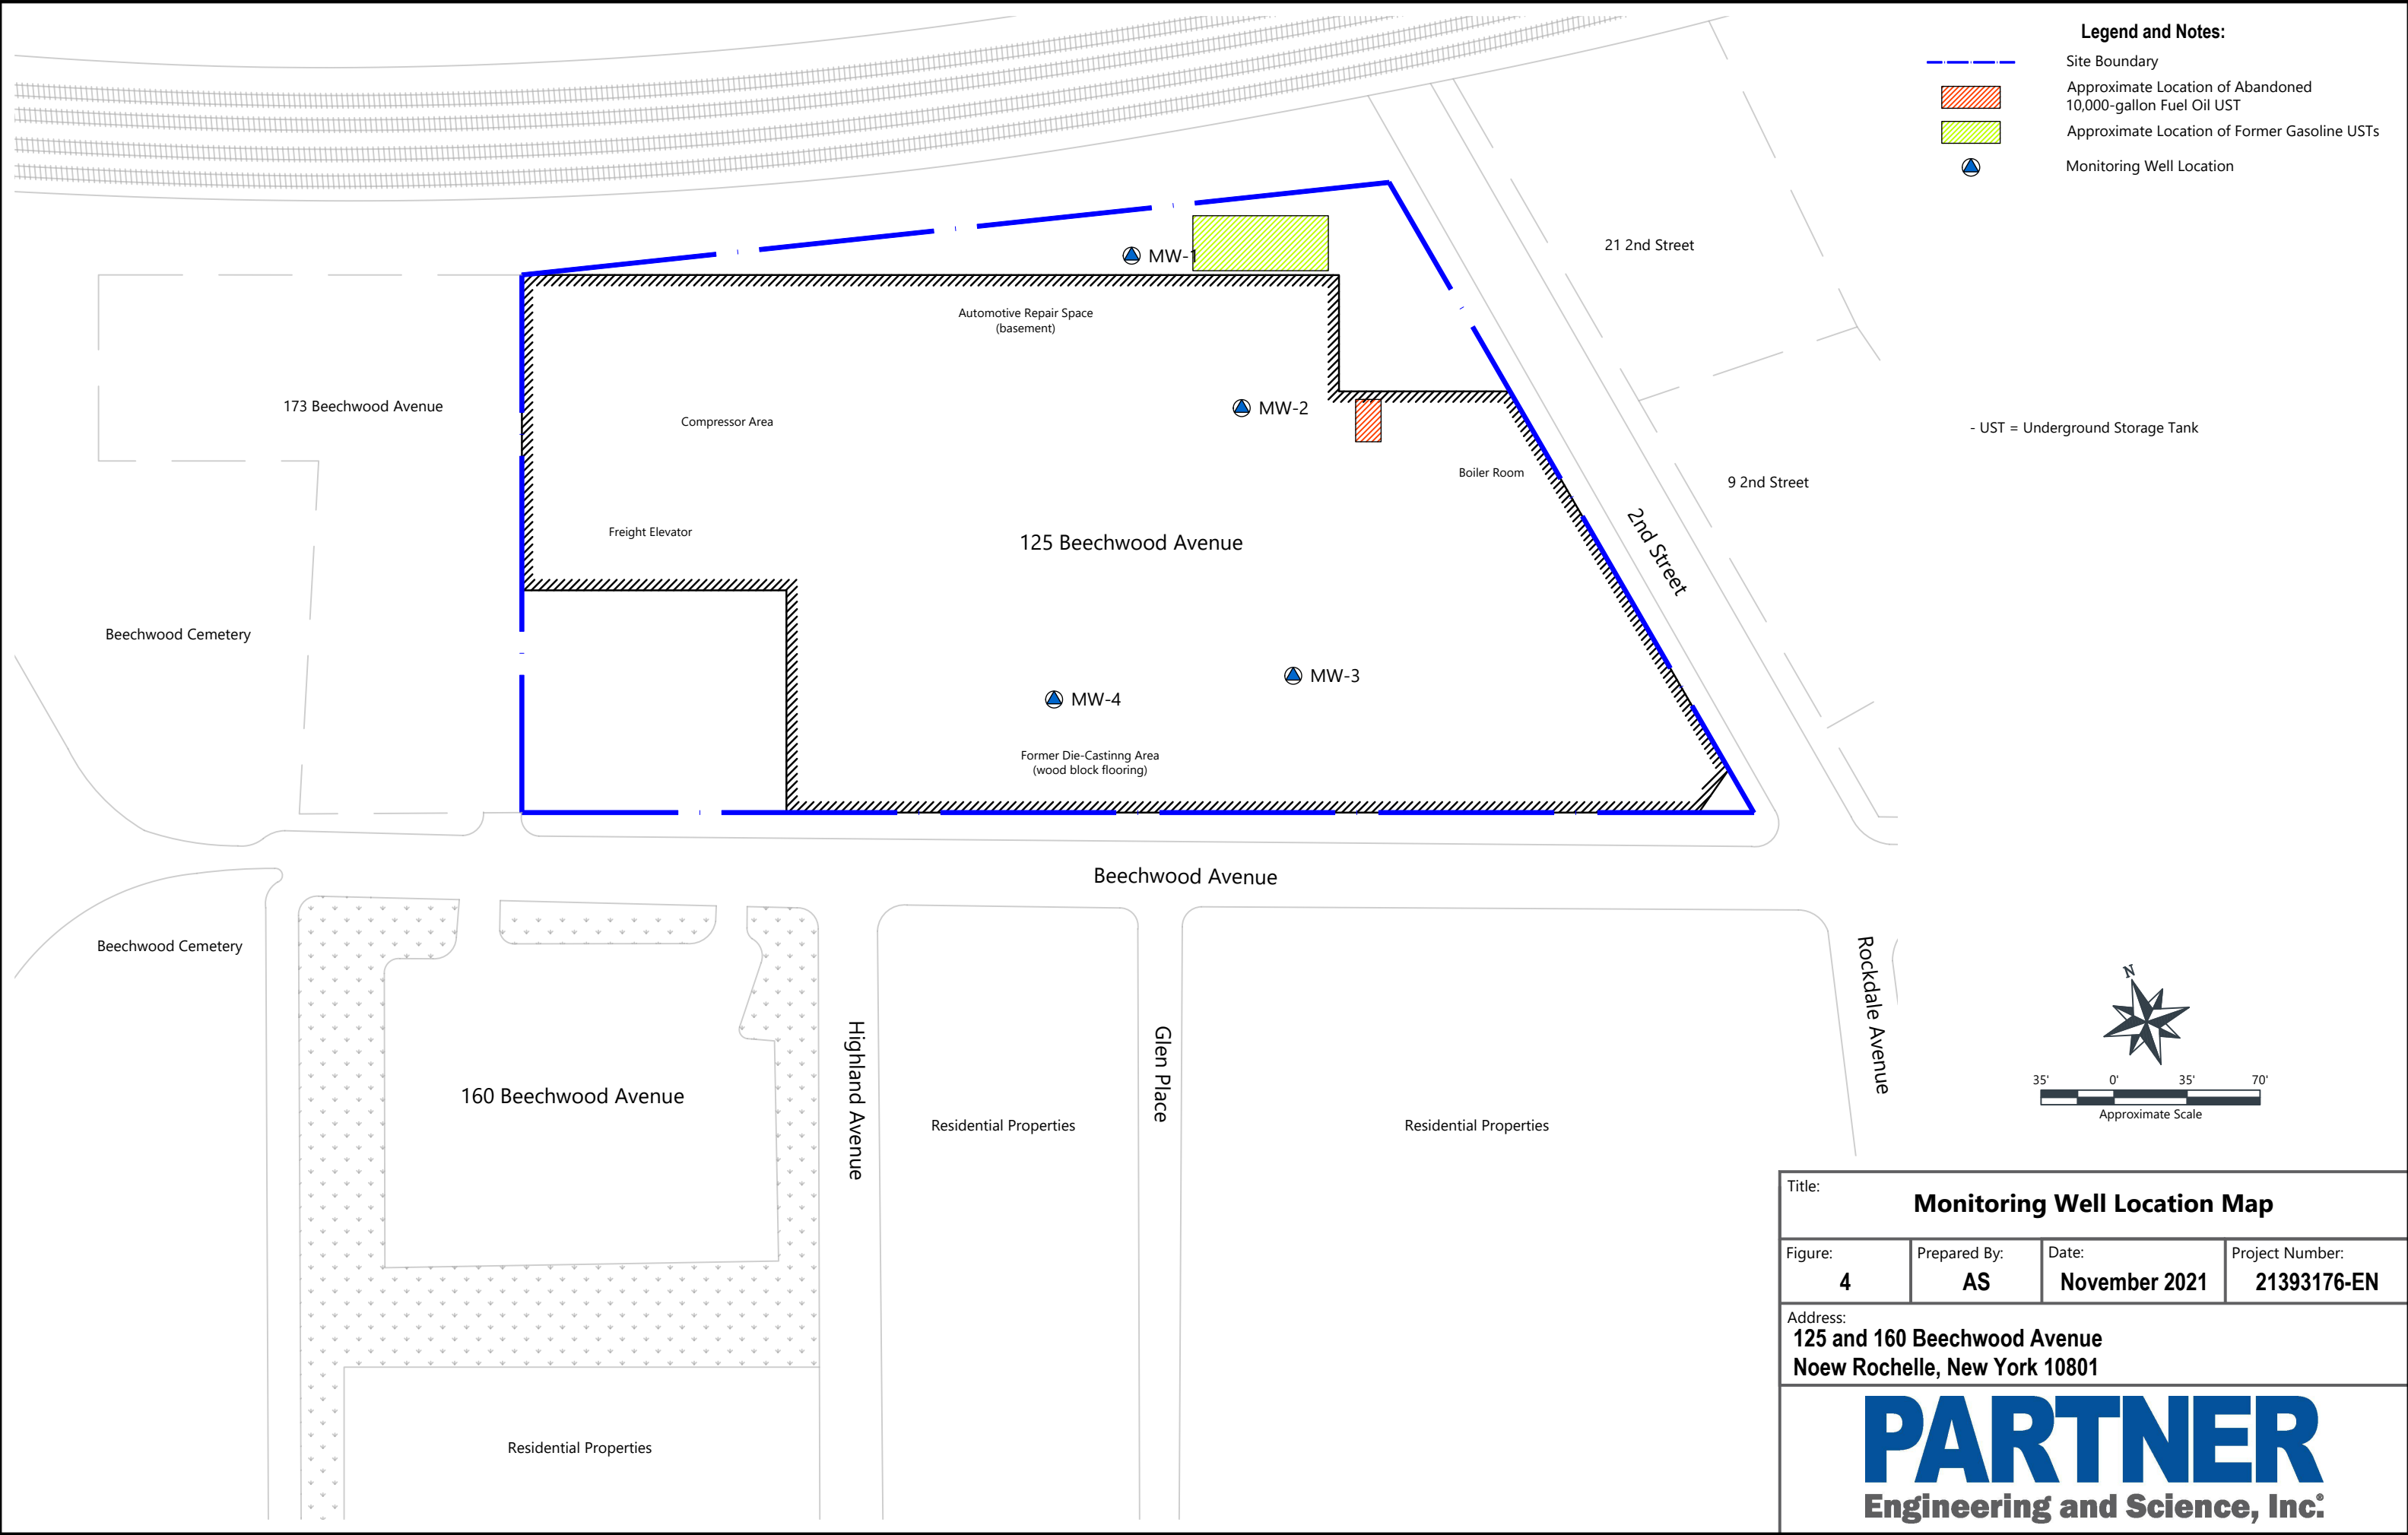 Legend and Notes:
Site Boundary
Approximate Location of Abandoned
10,000-gallon Fuel Oil UST
Approximate Location of Former Gasoline USTs
Monitoring Well Location
- UST = Underground Storage Tank
21 2nd Street
9 2nd Street
2nd Street
MW-1
Automotive Repair Space
(basement)
173 Beechwood Avenue
Compressor Area
MW-2
Boiler Room
Freight Elevator
125 Beechwood Avenue
Beechwood Cemetery
MW-3
MW-4
Former Die-Castinng Area
(wood block flooring)
Beechwood Avenue
Beechwood Cemetery
160 Beechwood Avenue
Highland Avenue
Residential Properties
Glen Place
Residential Properties
Rockdale Avenue
Residential Properties
N
35' 0' 35' 70'
Approximate Scale
Title:
Monitoring Well Location Map
Figure:
4
Prepared By:
AS
Date:
November 2021
Project Number:
21393176-EN
Address:
125 and 160 Beechwood Avenue
Noew Rochelle, New York 10801
PARTNER
Engineering and Science, Inc.®